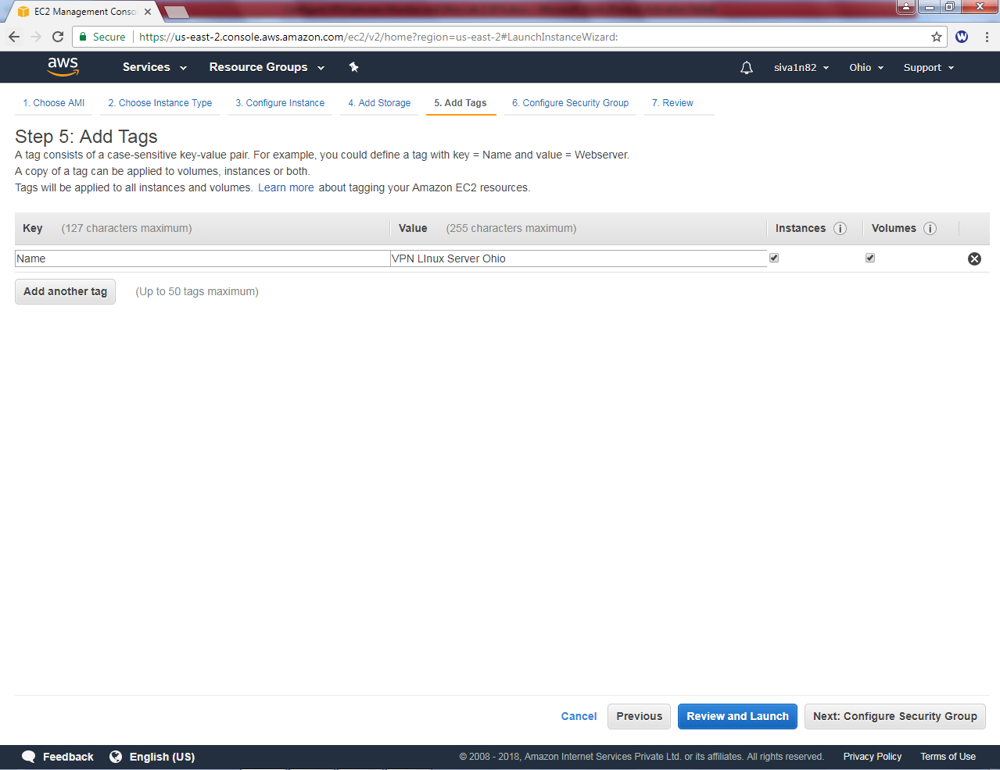 EC2 Management Conso
Secure https://us-east-2.console.aws.amazon.com/ec2/v2/home?region=us-east-2#LaunchInstanceWizard:
W
aws Services Resource Groups siva1n82 Ohio Support
1. Choose AMI 2. Choose Instance Type 3. Configure Instance 4. Add Storage 5. Add Tags 6. Configure Security Group 7. Review
Step 5: Add Tags
A tag consists of a case-sensitive key-value pair. For example, you could define a tag with key = Name and value = Webserver.
A copy of a tag can be applied to volumes, instances or both.
Tags will be applied to all instances and volumes. Learn more about tagging your Amazon EC2 resources.
Key (127 characters maximum) Value (255 characters maximum) Instances i Volumes i
Name VPN LInux Server Ohio
Add another tag (Up to 50 tags maximum)
Cancel Previous Review and Launch Next: Configure Security Group
Feedback English (US) © 2008 - 2018, Amazon Internet Services Private Ltd. or its affiliates. All rights reserved. Privacy Policy Terms of Use